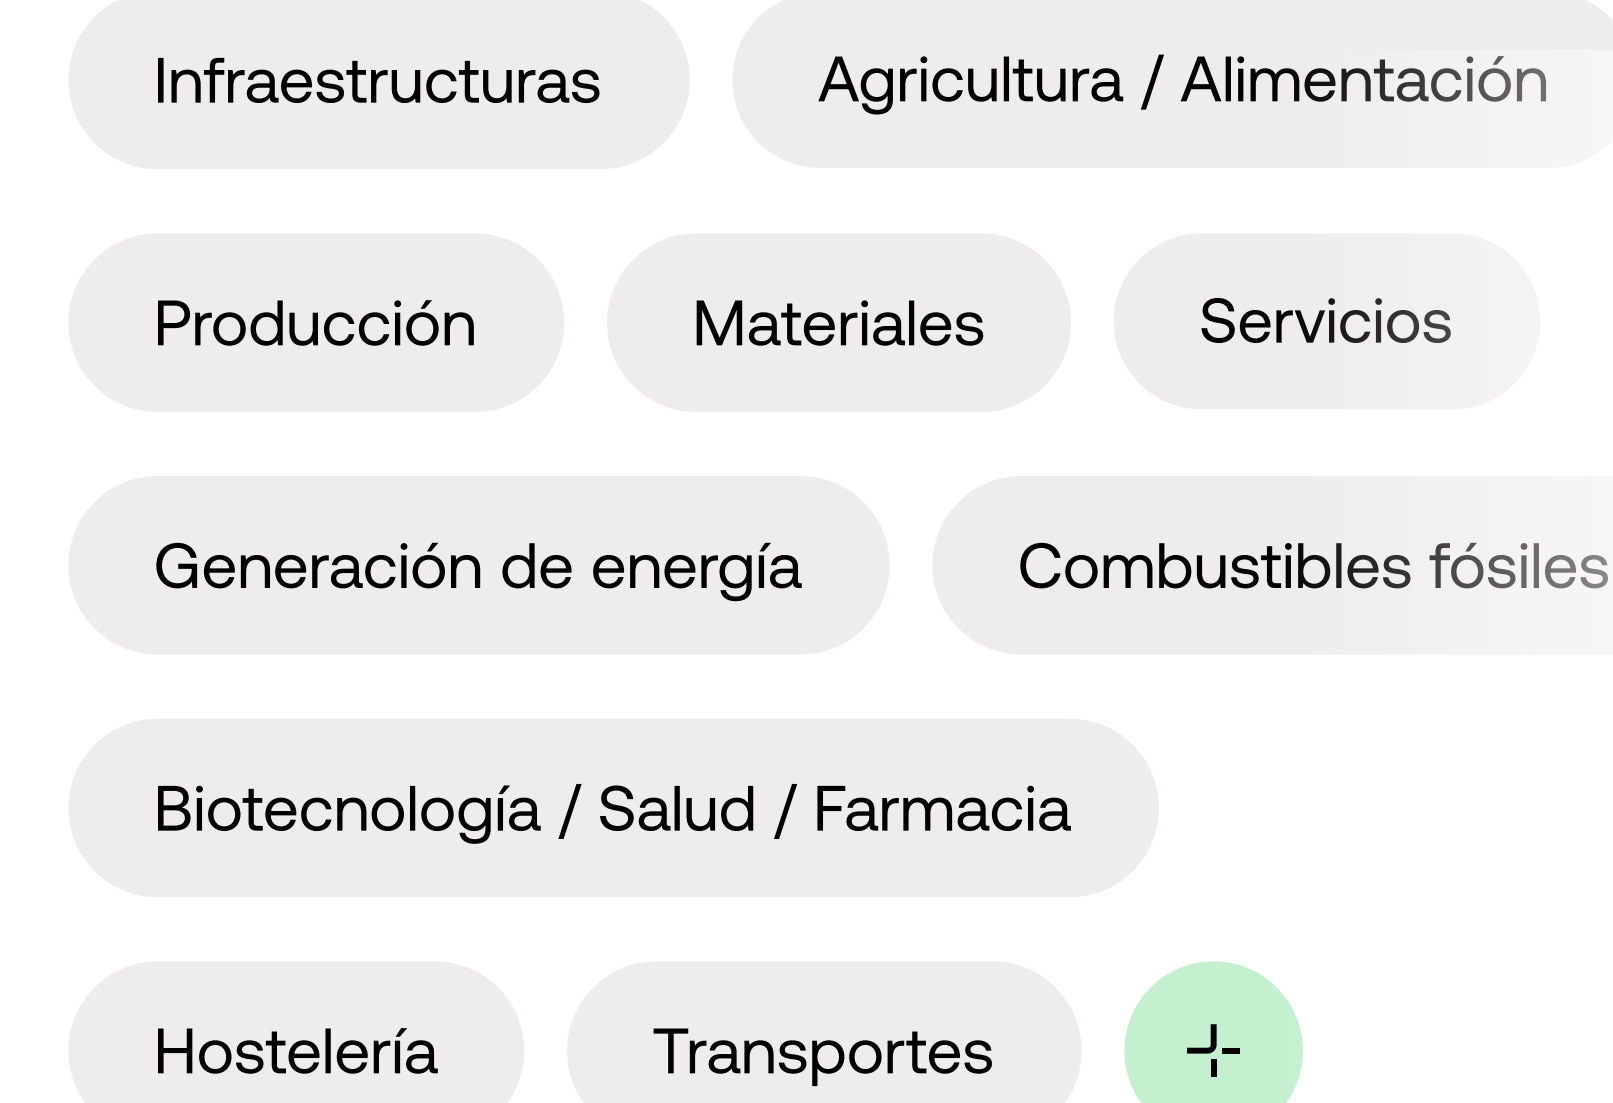 Infraestructuras Agricultura / Alimentación
Producción Materiales Servicios
Generación de energía Combustibles fósiles
Biotecnología / Salud / Farmacia
Hostelería Transportes